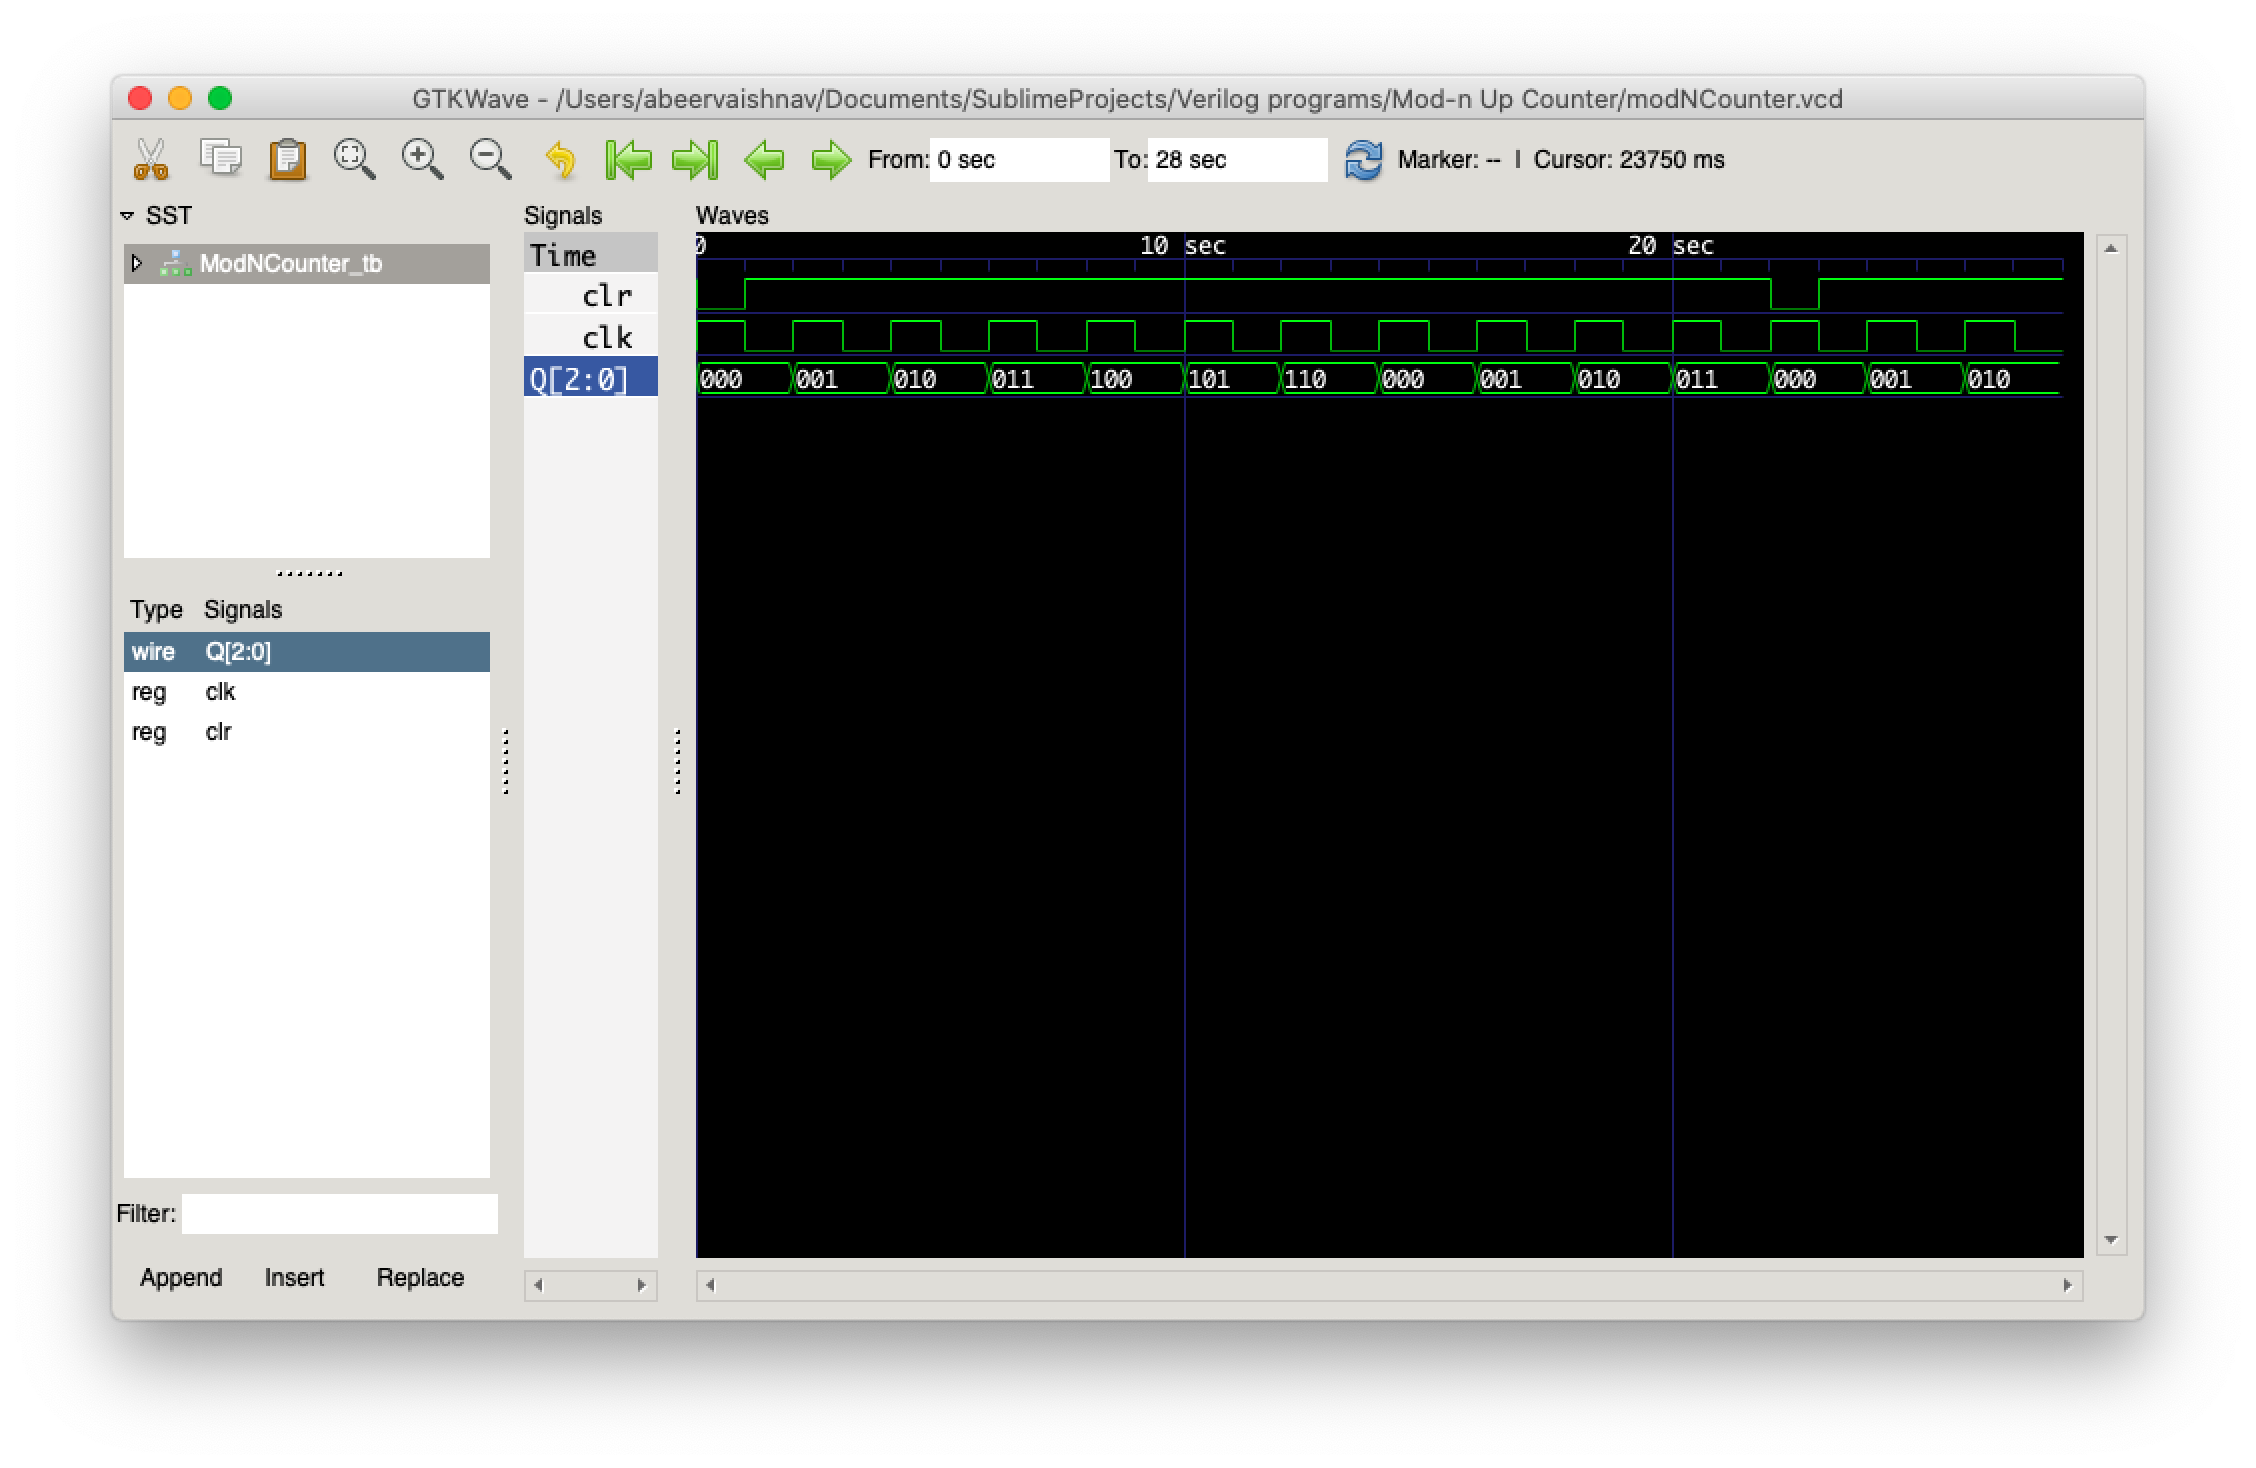 GTKWave - /Users/abeervaishnav/Documents/SublimeProjects/Verilog programs/Mod-n Up Counter/modNCounter.vcd
From: 0 sec To: 28 sec Marker: -- | Cursor: 23750 ms
SST
ModNCounter_tb
Type Signals
wire Q[2:0]
reg clk
reg clr
Filter:
Append Insert Replace
Signals
Time
clr
clk
Q[2:0]
Waves
0 10 sec 20 sec
000 001 010 011 100 101 110 000 001 010 011 000 001 010